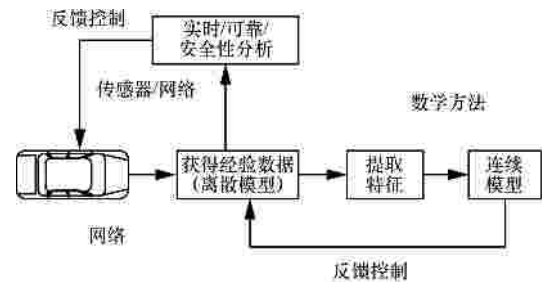 反馈控制
实时/可靠/
安全性分析
传感器/网络
数学方法
获得经验数据
(离散模型)
提取
特征
连线
模型
网络
反馈控制